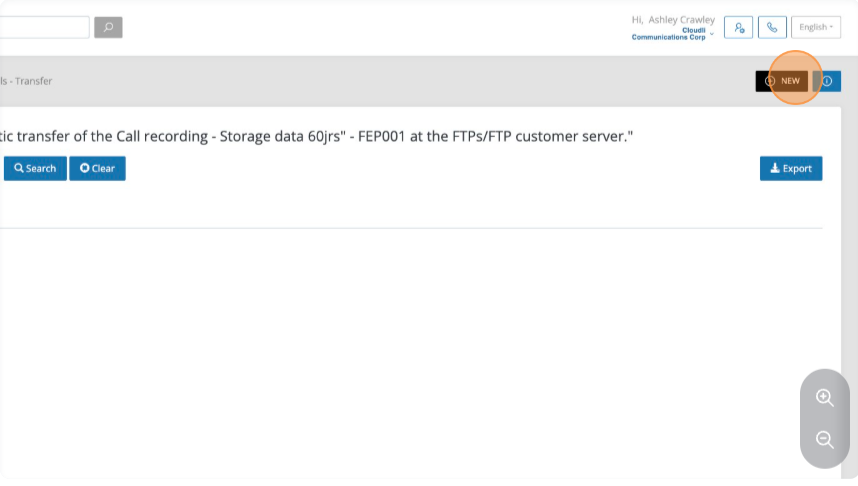 Hi, Ashley Crawley
Cloudli
Communications Corp
English
ls - Transfer
NEW
tic transfer of the Call recording - Storage data 60jrs" - FEP001 at the FTPs/FTP customer server."
Search
Clear
Export